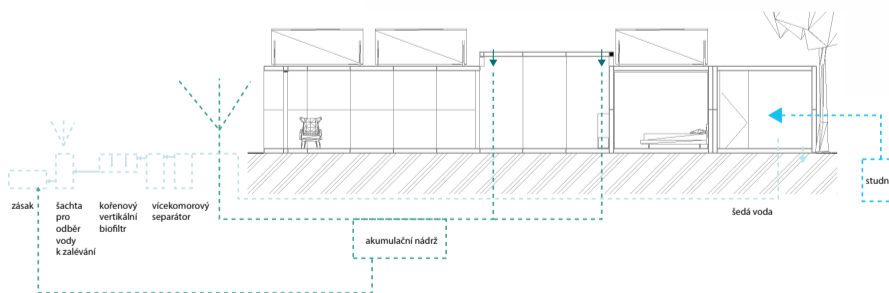 studn
zásak
šachta
pro
odběr
vody
k zalévání
kořenový
vertikální
biofiltr
vícekomorový
separátor
šedá voda
akumulační nádrž